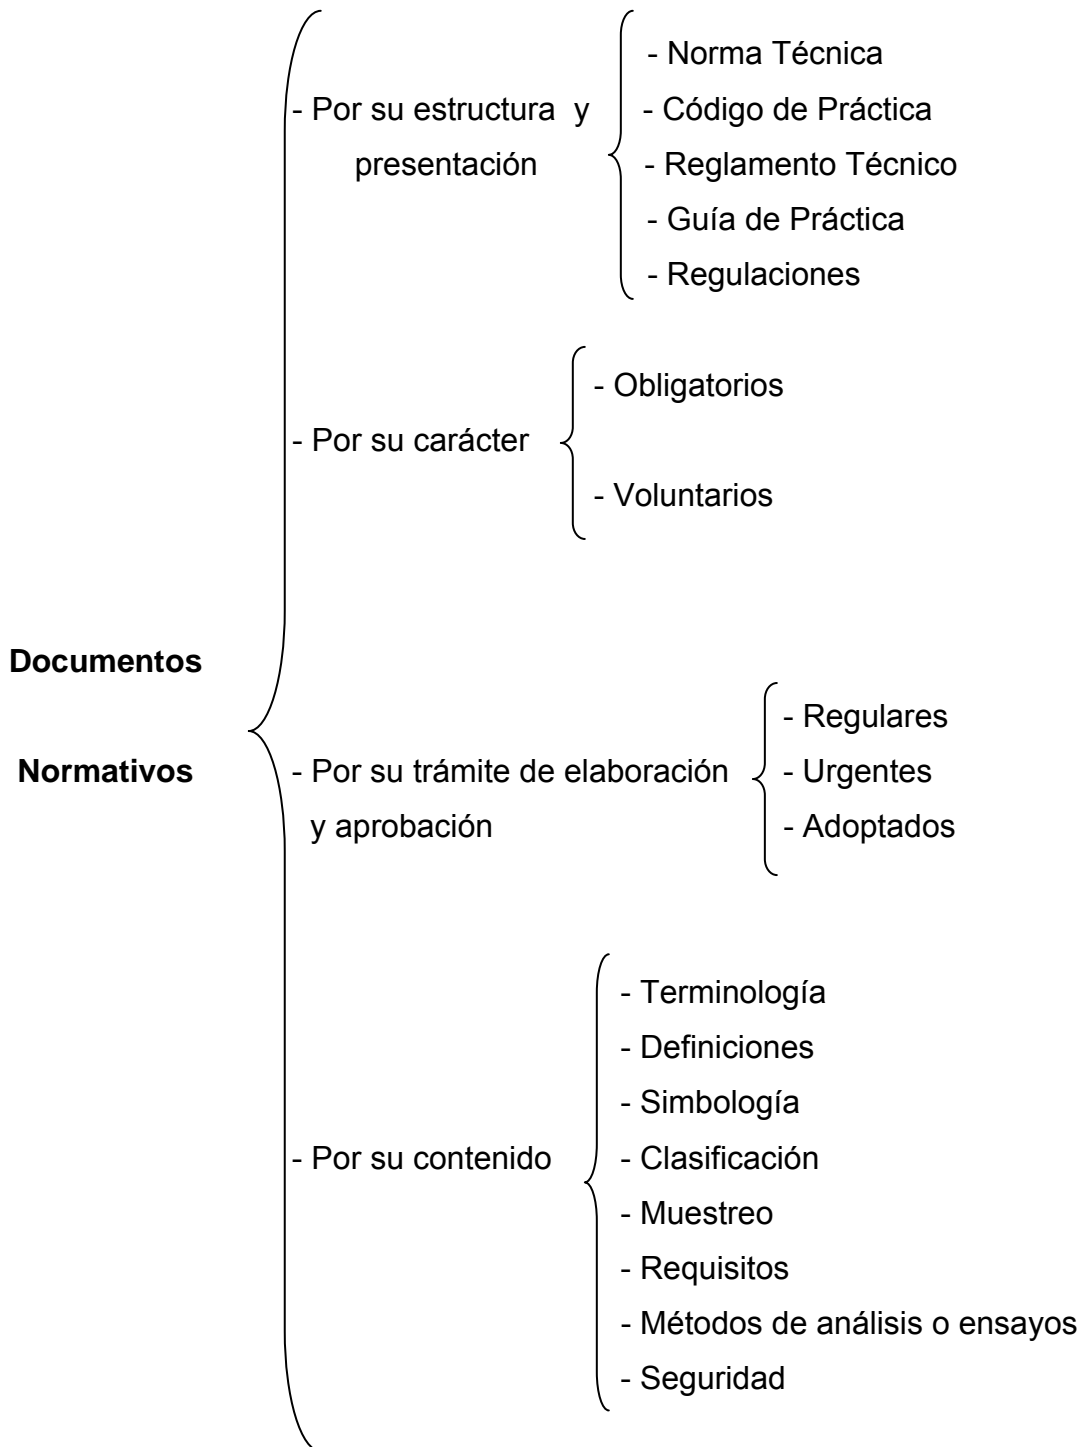 - Norma Técnica
- Por su estructura y
- Código de Práctica
presentación
- Reglamento Técnico
- Guía de Práctica
- Regulaciones
- Obligatorios
- Por su carácter
- Voluntarios
Documentos
Normativos
- Por su trámite de elaboración
y aprobación
- Regulares
- Urgentes
- Adoptados
- Por su contenido
- Terminología
- Definiciones
- Simbología
- Clasificación
- Muestreo
- Requisitos
- Métodos de análisis o ensayos
- Seguridad